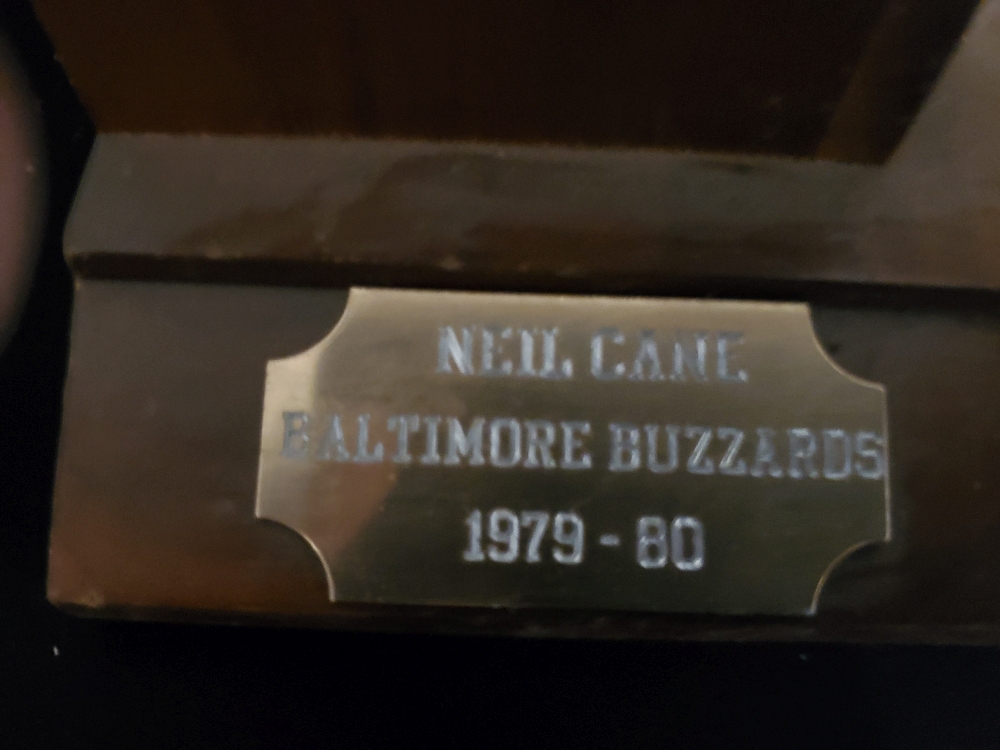 NEIL CANE
BALTIMORE BUZZARDS
1979 - 80